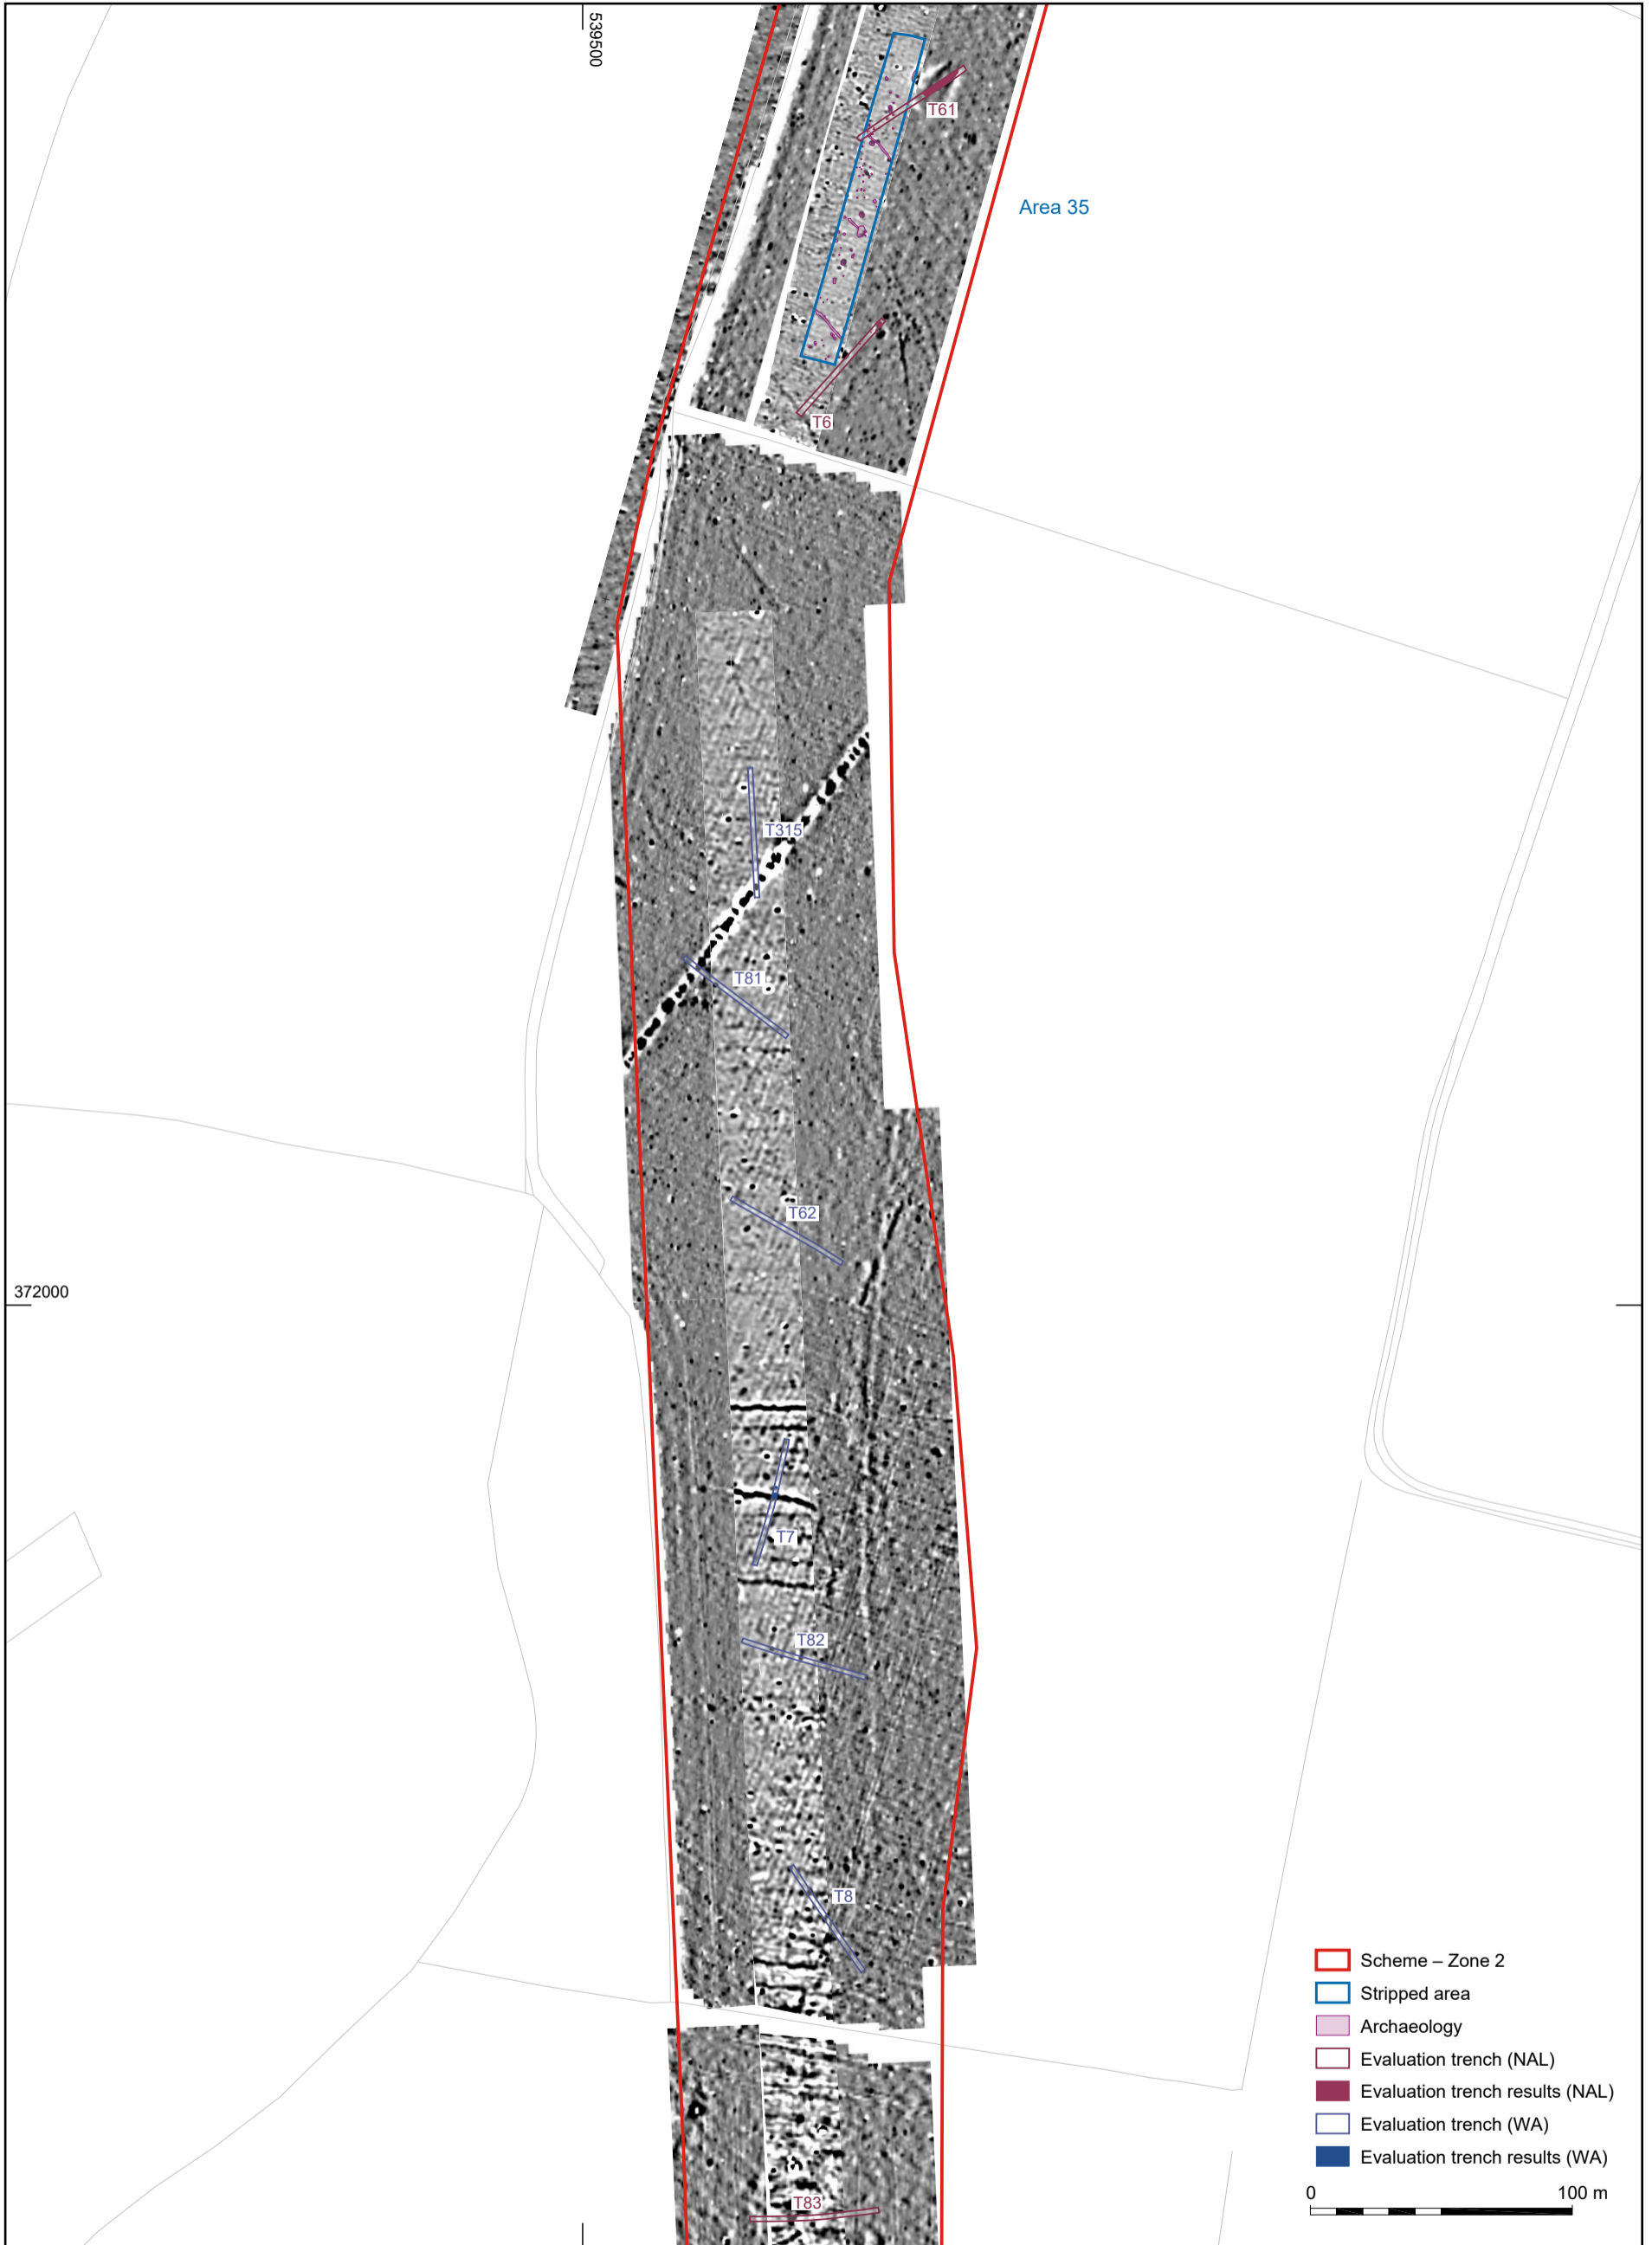 539500
T61
Area 35
T6
T315
T81
T62
372000
T7
T82
T8
Scheme – Zone 2
Stripped area
Archaeology
Evaluation trench (NAL)
Evaluation trench results (NAL)
Evaluation trench (WA)
Evaluation trench results (WA)
0 100 m
T83